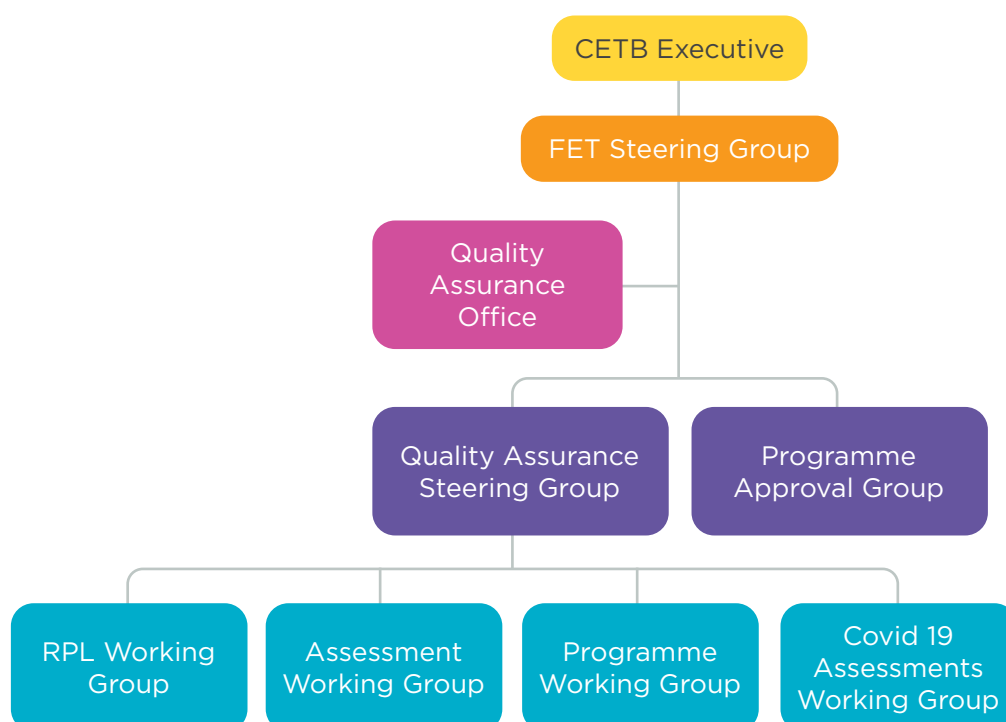 CETB Executive
FET Steering Group
Quality
Assurance
Office
Quality Assurance
Steering Group
Programme
Approval Group
RPL Working
Group
Assessment
Working Group
Programme
Working Group
Covid 19
Assessments
Working Group